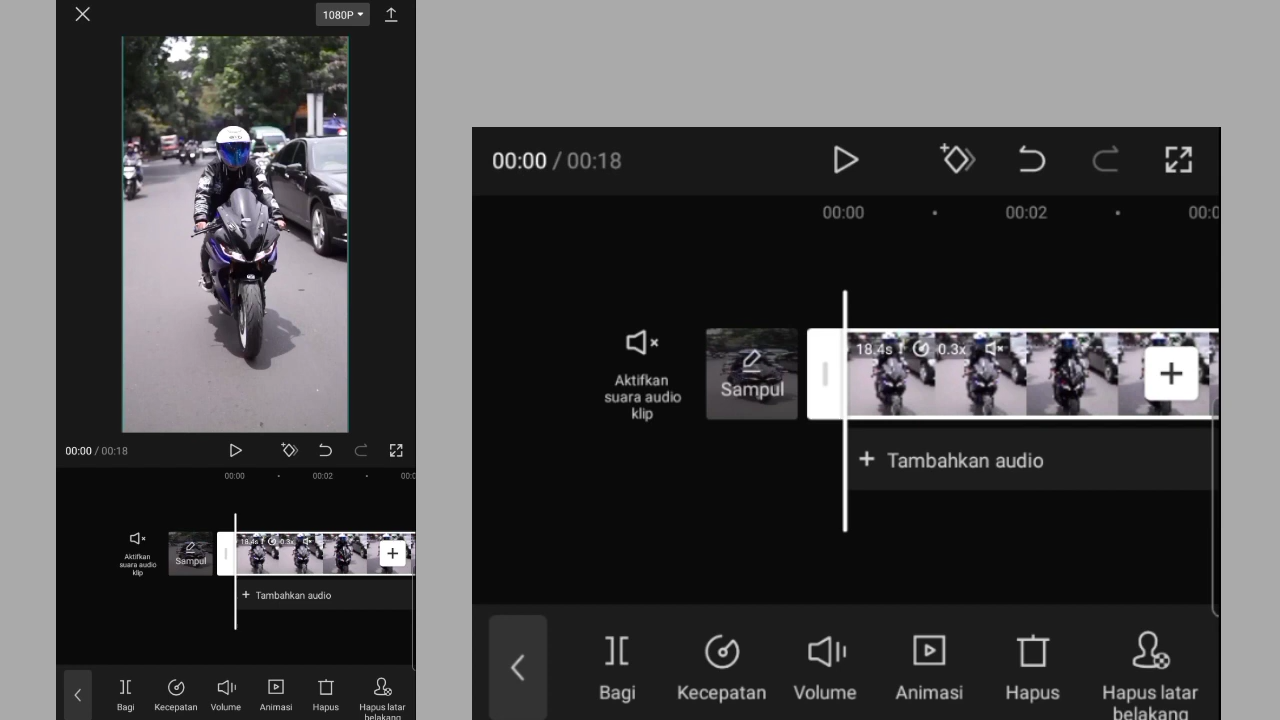 1080P
00:00 / 00:18
00:00
00:02
Aktifkan
suara audio
klip
Sampul
18.4s
0.3x
+ Tambahkan audio
Bagi
Kecepatan
Volume
Animasi
Hapus
Hapus latar
belakang
00:00 / 00:18
00:00
00:02
Aktifkan
suara audio
klip
Sampul
18.4s
0.3x
+ Tambahkan audio
Bagi
Kecepatan
Volume
Animasi
Hapus
Hapus latar
belakang